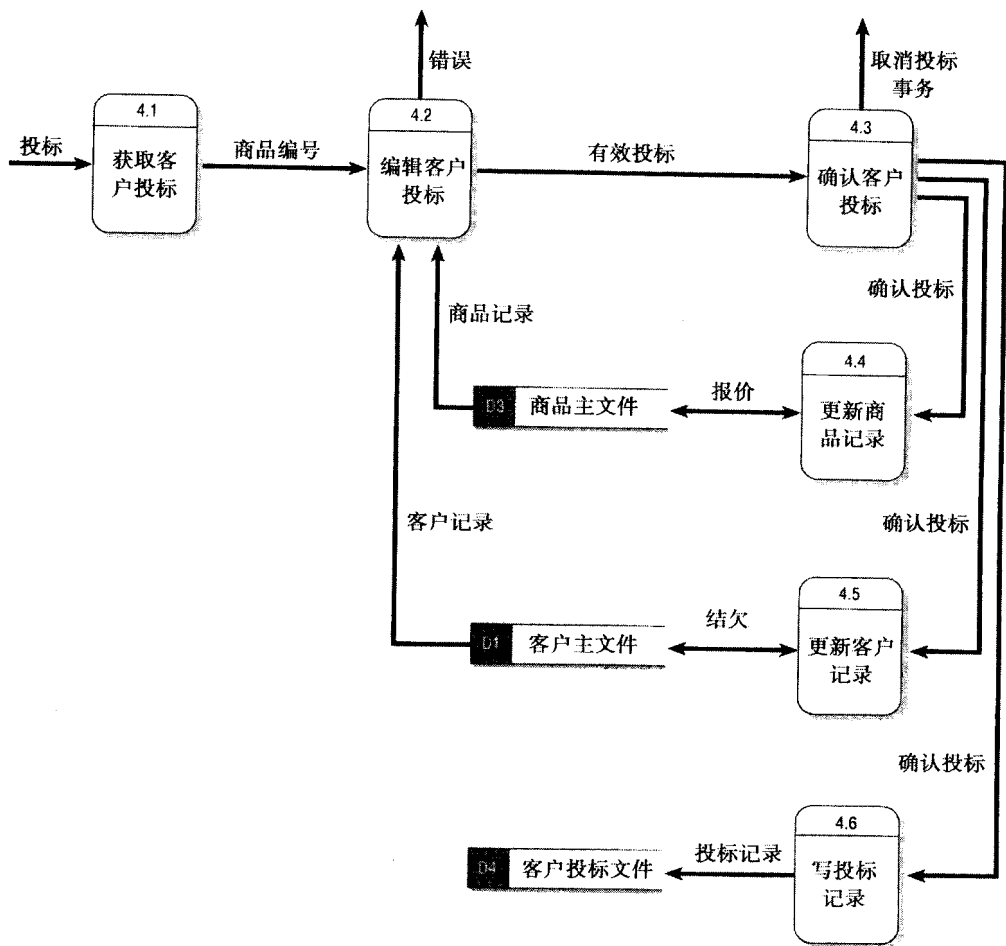 错误
取消投标
事务
4.1
获取客
户投标
4.2
编辑客户
投标
4.3
确认客户
投标
投标
商品编号
有效投标
确认投标
商品记录
D3
商品主文件
报价
4.4
更新商
品记录
客户记录
确认投标
D1
客户主文件
结欠
4.5
更新客户
记录
确认投标
D4
客户投标文件
投标记录
4.6
写投标
记录